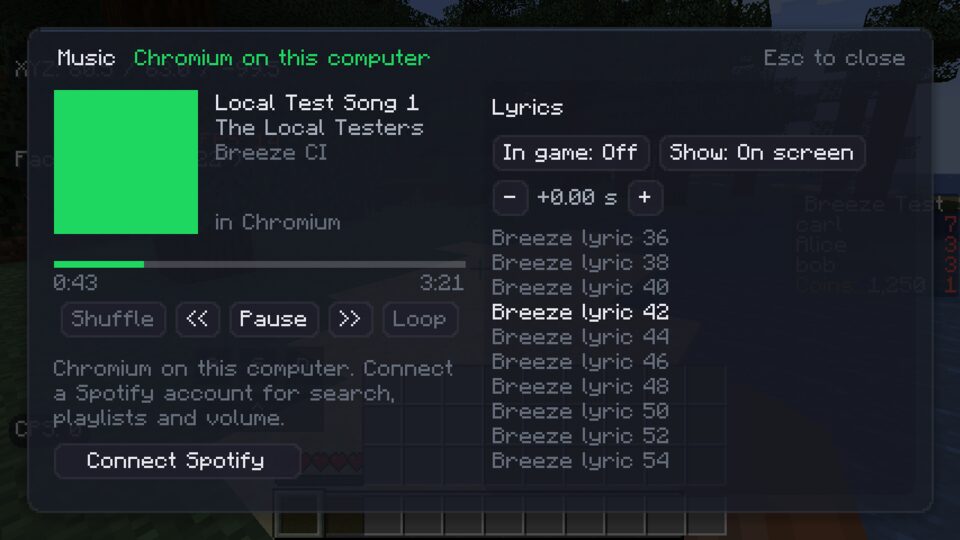 Music Chromium on this computer
Esc to close
Local Test Song 1
The Local Testers
Breeze CI
in Chromium
0:43
3:21
Shuffle
<<
Pause
>>
Loop
Chromium on this computer. Connect
a Spotify account for search,
playlists and volume.
Connect Spotify
Lyrics
In game: Off
Show: On screen
-
+0.00 s
+
Breeze lyric 36
Breeze lyric 38
Breeze lyric 40
Breeze lyric 42
Breeze lyric 44
Breeze lyric 46
Breeze lyric 48
Breeze lyric 50
Breeze lyric 52
Breeze lyric 54
Breeze Test
carl 7
Alice 3
bob 3
Coins: 1,250 1